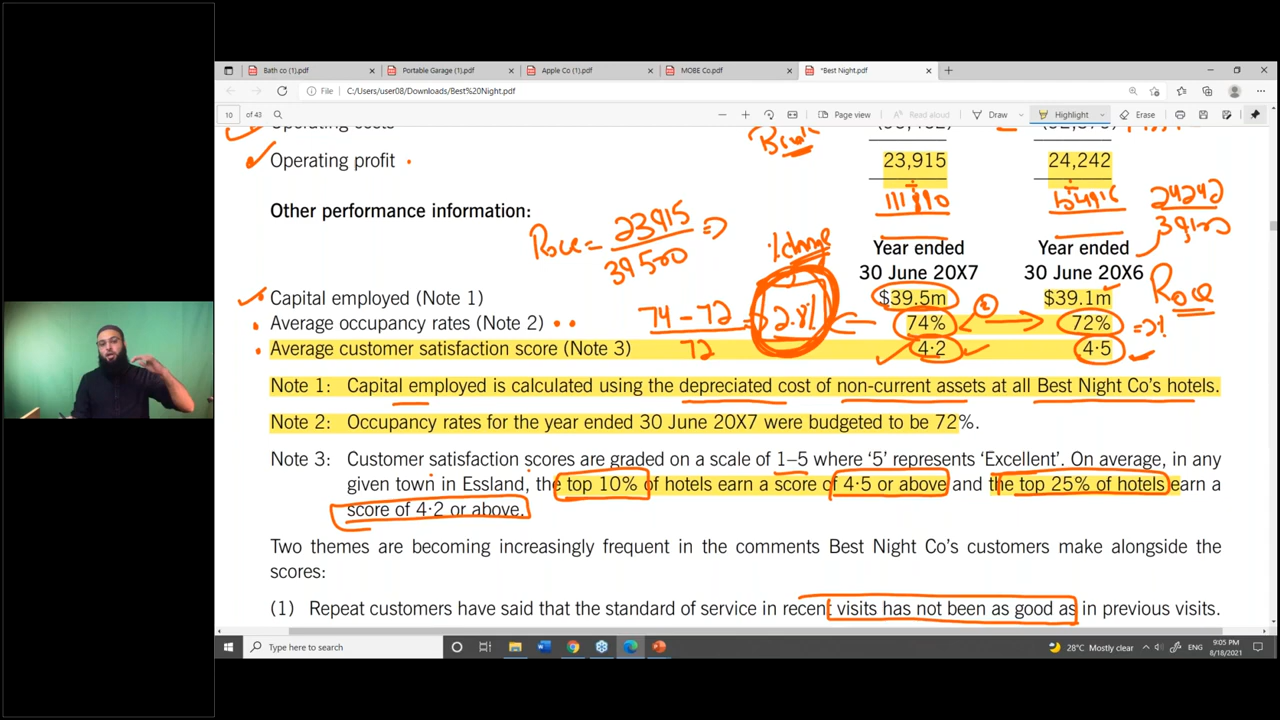 Bath co (1).pdf
Portable Garage (1).pdf
Apple Co (1).pdf
MOBE Co.pdf
*Best Night.pdf
File C:/Users/user08/Downloads/Best%20Night.pdf
10 of 43
Page view
Read aloud
Draw
Highlight
Erase
Operating costs
Operating profit 23,915 24,242
111890 154916
24242
39100
Other performance information:
ROCE = 23915 =>
39500
% change
Year ended Year ended
30 June 20X7 30 June 20X6
ROCE
Capital employed (Note 1) $39.5m $39.1m
Average occupancy rates (Note 2) 74% 72% = 2%
74 - 72 = 2.8%
72
Average customer satisfaction score (Note 3) 4·2 4·5
Note 1: Capital employed is calculated using the depreciated cost of non-current assets at all Best Night Co's hotels.
Note 2: Occupancy rates for the year ended 30 June 20X7 were budgeted to be 72%.
Note 3: Customer satisfaction scores are graded on a scale of 1–5 where '5' represents 'Excellent'. On average, in any
given town in Essland, the top 10% of hotels earn a score of 4·5 or above and the top 25% of hotels earn a
score of 4·2 or above.
Two themes are becoming increasingly frequent in the comments Best Night Co's customers make alongside the
scores:
(1) Repeat customers have said that the standard of service in recent visits has not been as good as in previous visits.
Type here to search
28°C Mostly clear
ENG
9:05 PM
8/18/2021